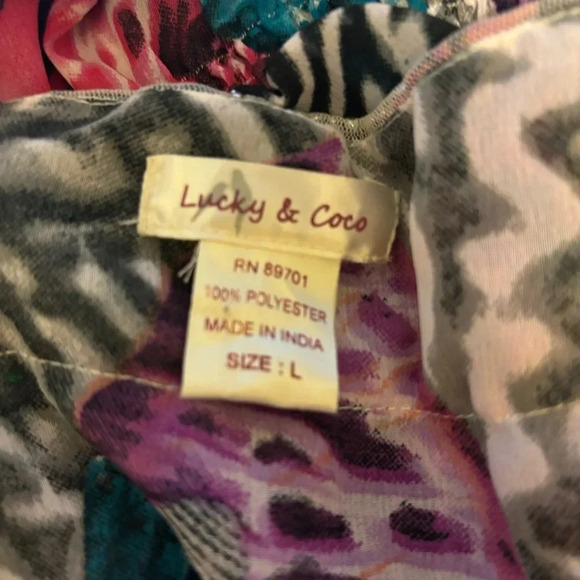 Lucky & Coco
RN 89701
100% POLYESTER
MADE IN INDIA
SIZE : L